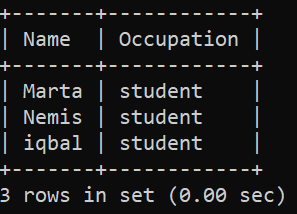 +-------+------------+
| Name  | Occupation |
+-------+------------+
| Marta | student    |
| Nemis | student    |
| iqbal | student    |
+-------+------------+
3 rows in set (0.00 sec)